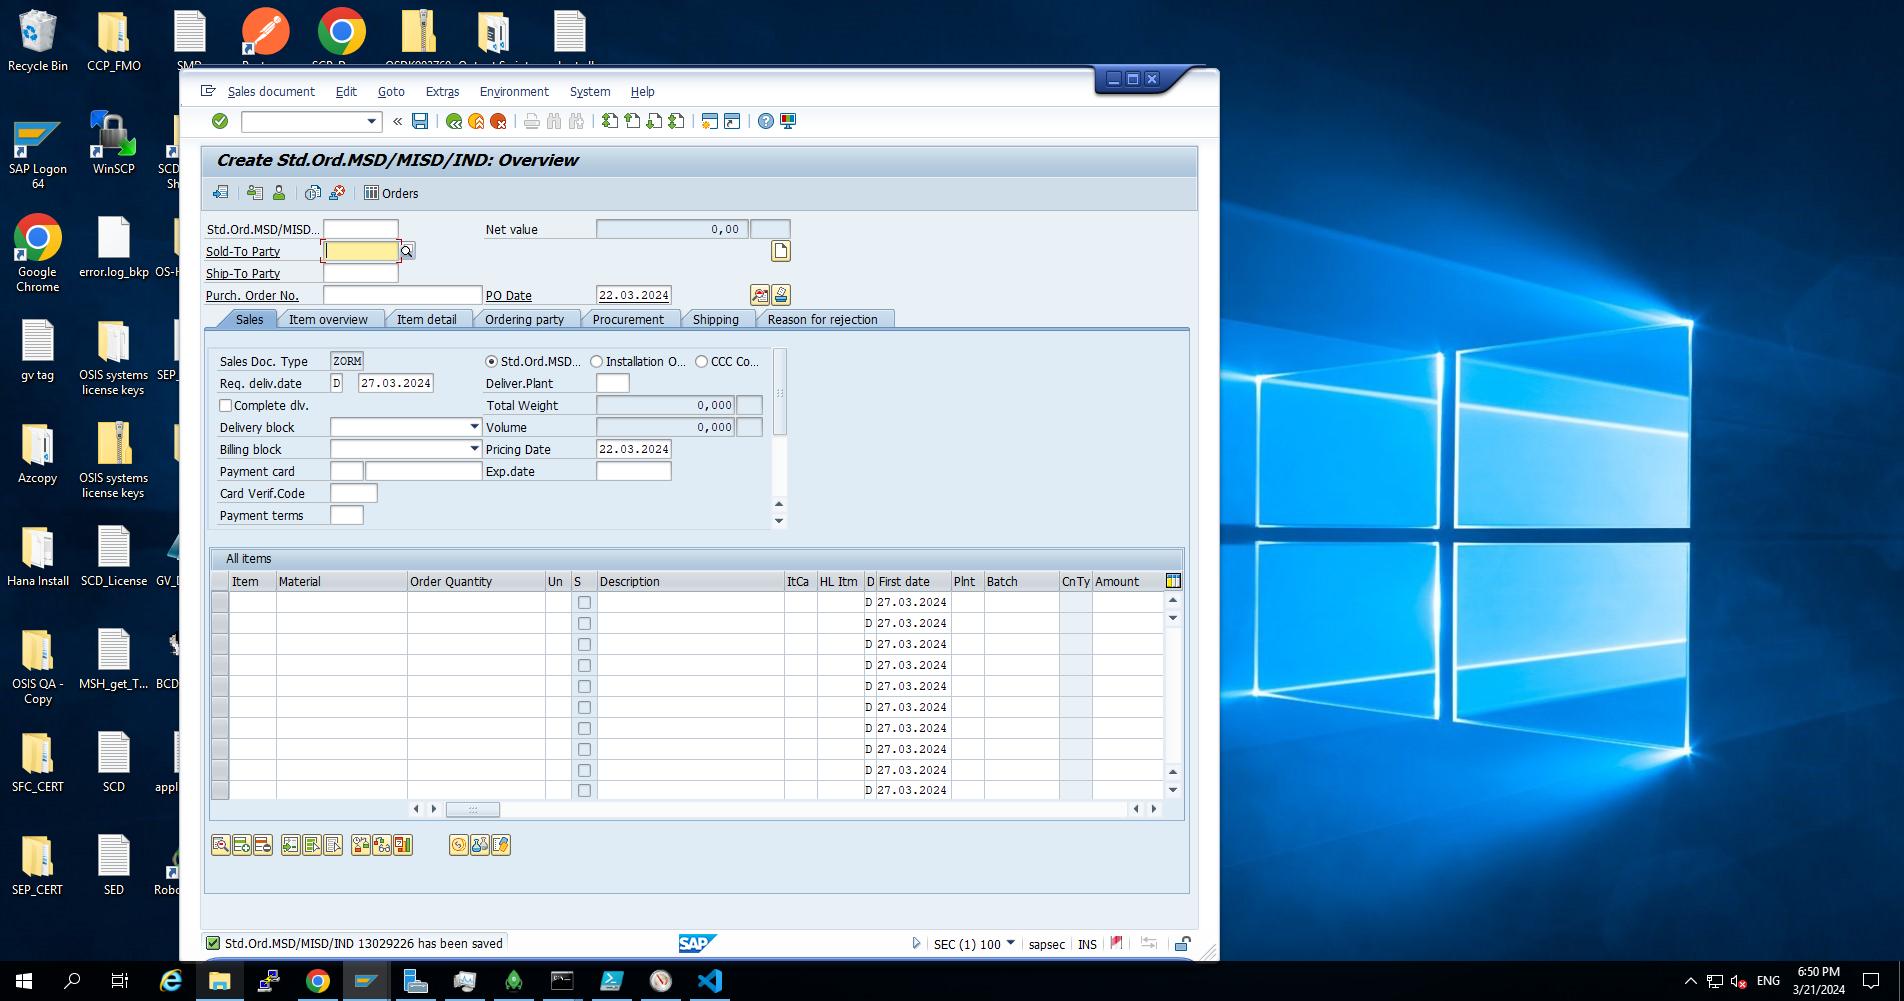 Recycle Bin
CCP_FMO
Sales document Edit Goto Extras Environment System Help
Create Std.Ord.MSD/MISD/IND: Overview
Orders
Std.Ord.MSD/MISD...
Net value 0,00
Sold-To Party
Ship-To Party
Purch. Order No.
PO Date 22.03.2024
Sales Item overview Item detail Ordering party Procurement Shipping Reason for rejection
Sales Doc. Type ZORM
Std.Ord.MSD... Installation O... CCC Co...
Req. deliv.date D 27.03.2024
Deliver.Plant
Complete dlv.
Total Weight 0,000
Delivery block
Volume 0,000
Billing block
Pricing Date 22.03.2024
Payment card
Exp.date
Card Verif.Code
Payment terms
All items
Item Material Order Quantity Un S Description ItCa HL Itm D First date Plnt Batch CnTy Amount
D 27.03.2024
D 27.03.2024
D 27.03.2024
D 27.03.2024
D 27.03.2024
D 27.03.2024
D 27.03.2024
D 27.03.2024
D 27.03.2024
D 27.03.2024
Std.Ord.MSD/MISD/IND 13029226 has been saved
SAP
SEC (1) 100 sapsec INS
SAP Logon
64
WinSCP
Google
Chrome
error.log_bkp
gv tag
OSIS systems
license keys
Azcopy
OSIS systems
license keys
Hana Install
SCD_License
OSIS QA -
Copy
MSH_get_T...
SFC_CERT
SCD
SEP_CERT
SED
ENG
6:50 PM
3/21/2024